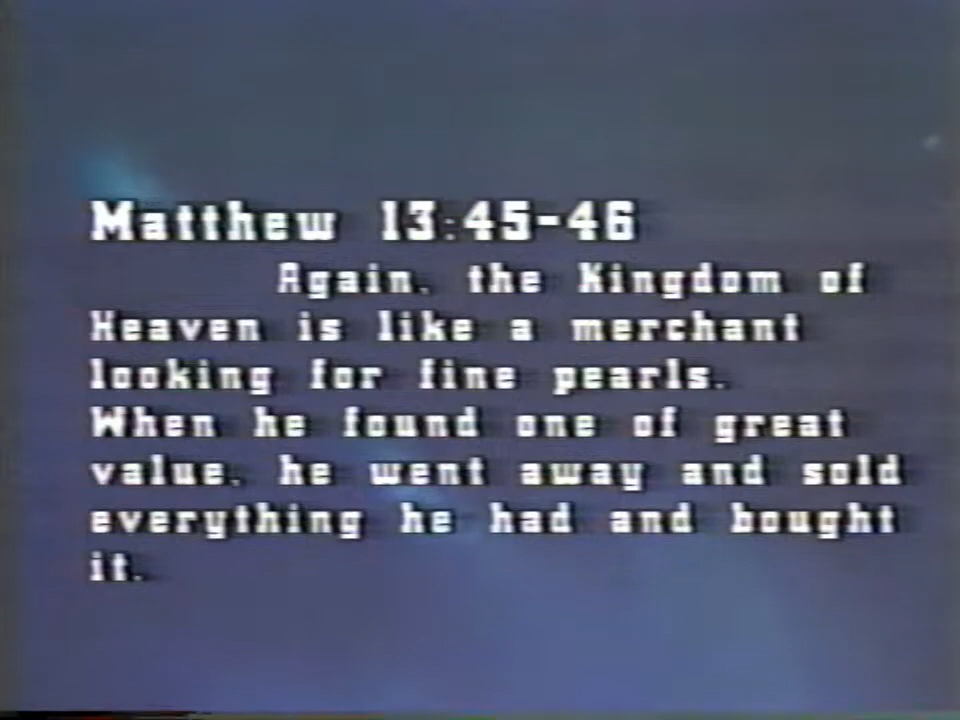 Matthew 13:45-46
Again, the Kingdom of
Heaven is like a merchant
looking for fine pearls.
When he found one of great
value, he went away and sold
everything he had and bought
it.